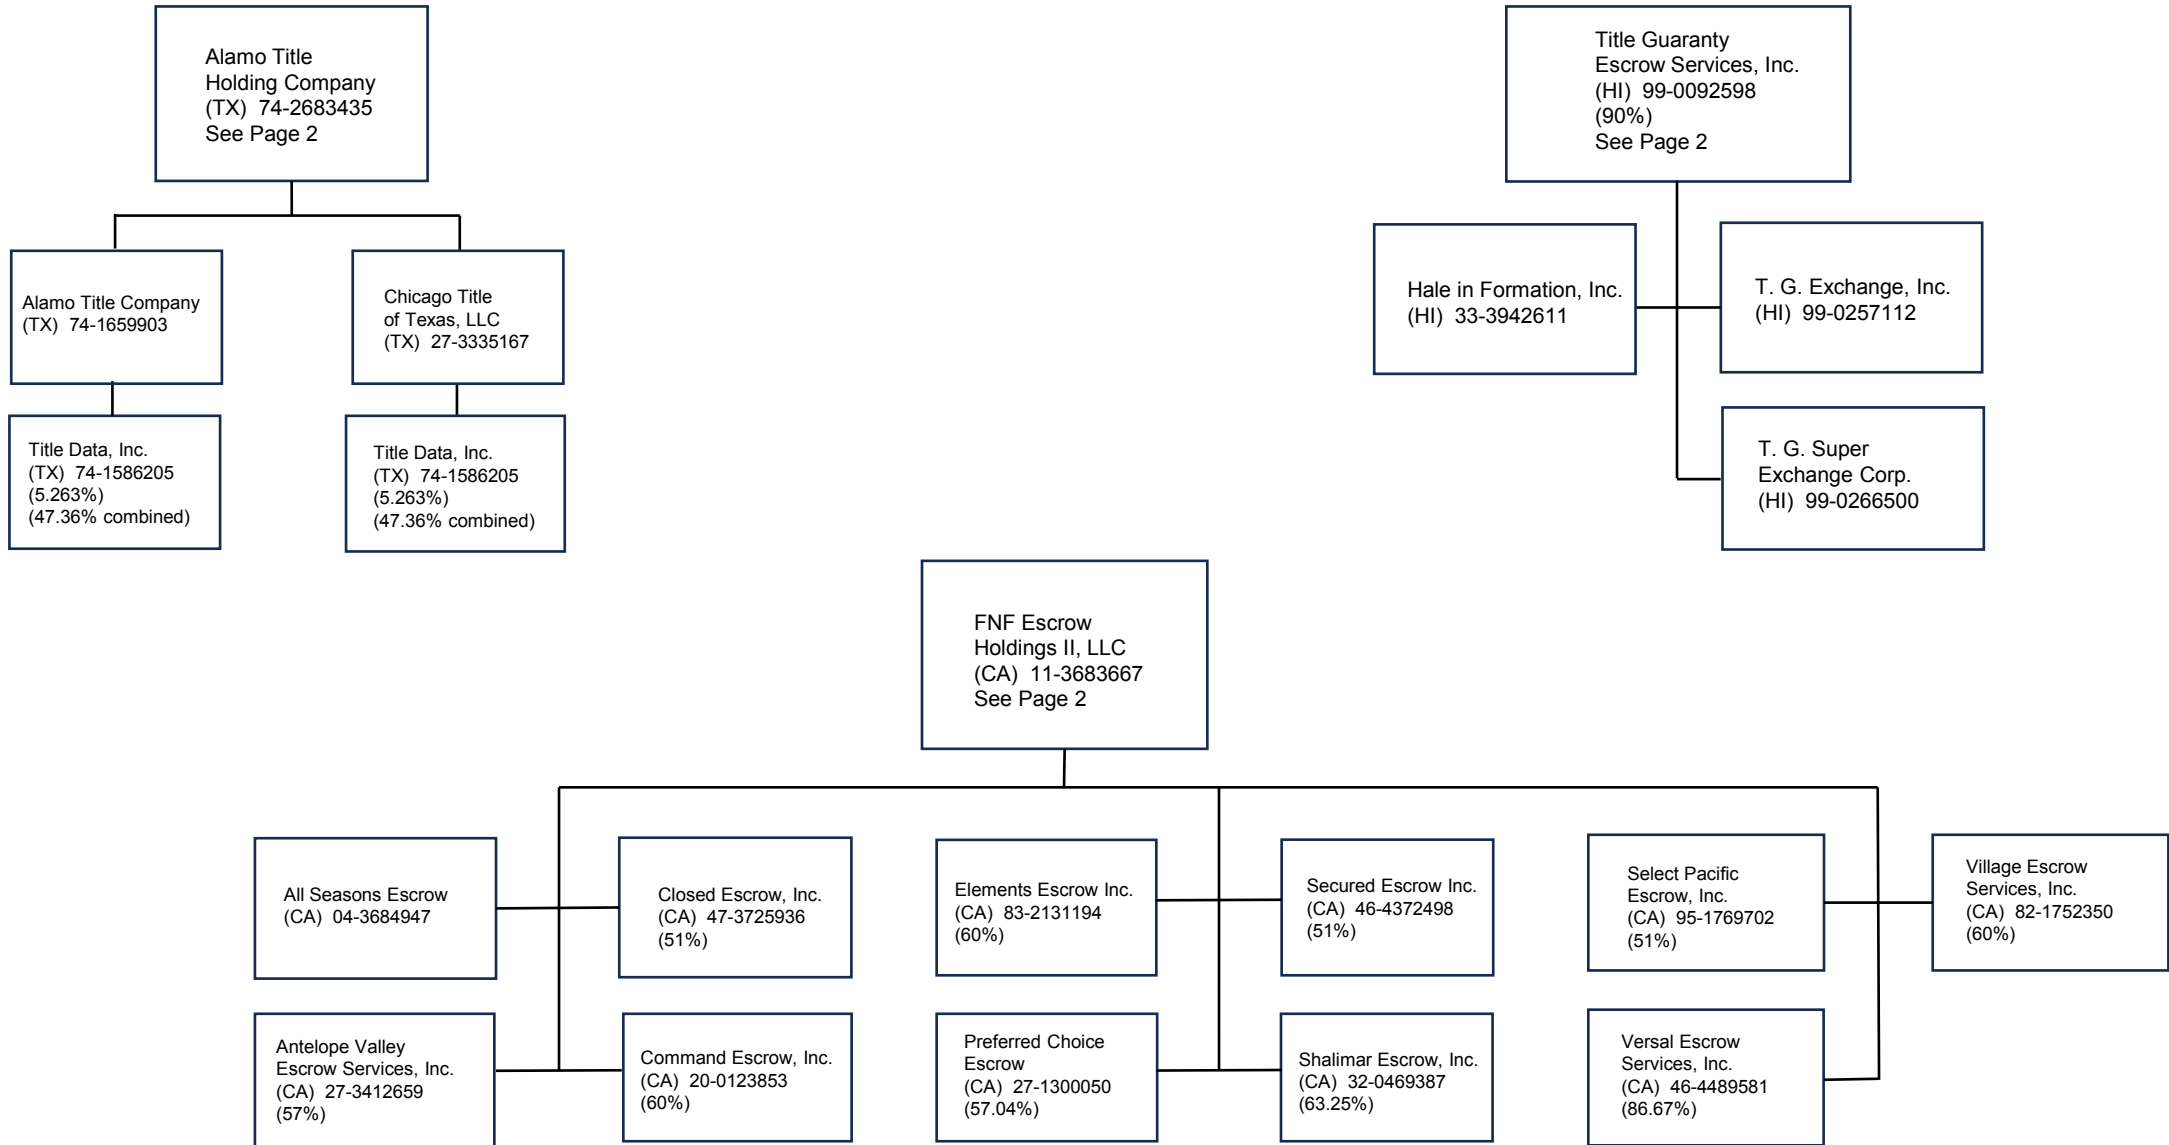 Alamo Title
Holding Company
(TX) 74-2683435
See Page 2
Title Guaranty
Escrow Services, Inc.
(HI) 99-0092598
(90%)
See Page 2
Alamo Title Company
(TX) 74-1659903
Chicago Title
of Texas, LLC
(TX) 27-3335167
Hale in Formation, Inc.
(HI) 33-3942611
T. G. Exchange, Inc.
(HI) 99-0257112
Title Data, Inc.
(TX) 74-1586205
(5.263%)
(47.36% combined)
Title Data, Inc.
(TX) 74-1586205
(5.263%)
(47.36% combined)
T. G. Super
Exchange Corp.
(HI) 99-0266500
FNF Escrow
Holdings II, LLC
(CA) 11-3683667
See Page 2
All Seasons Escrow
(CA) 04-3684947
Closed Escrow, Inc.
(CA) 47-3725936
(51%)
Elements Escrow Inc.
(CA) 83-2131194
(60%)
Secured Escrow Inc.
(CA) 46-4372498
(51%)
Select Pacific
Escrow, Inc.
(CA) 95-1769702
(51%)
Village Escrow
Services, Inc.
(CA) 82-1752350
(60%)
Antelope Valley
Escrow Services, Inc.
(CA) 27-3412659
(57%)
Command Escrow, Inc.
(CA) 20-0123853
(60%)
Preferred Choice
Escrow
(CA) 27-1300050
(57.04%)
Shalimar Escrow, Inc.
(CA) 32-0469387
(63.25%)
Versal Escrow
Services, Inc.
(CA) 46-4489581
(86.67%)